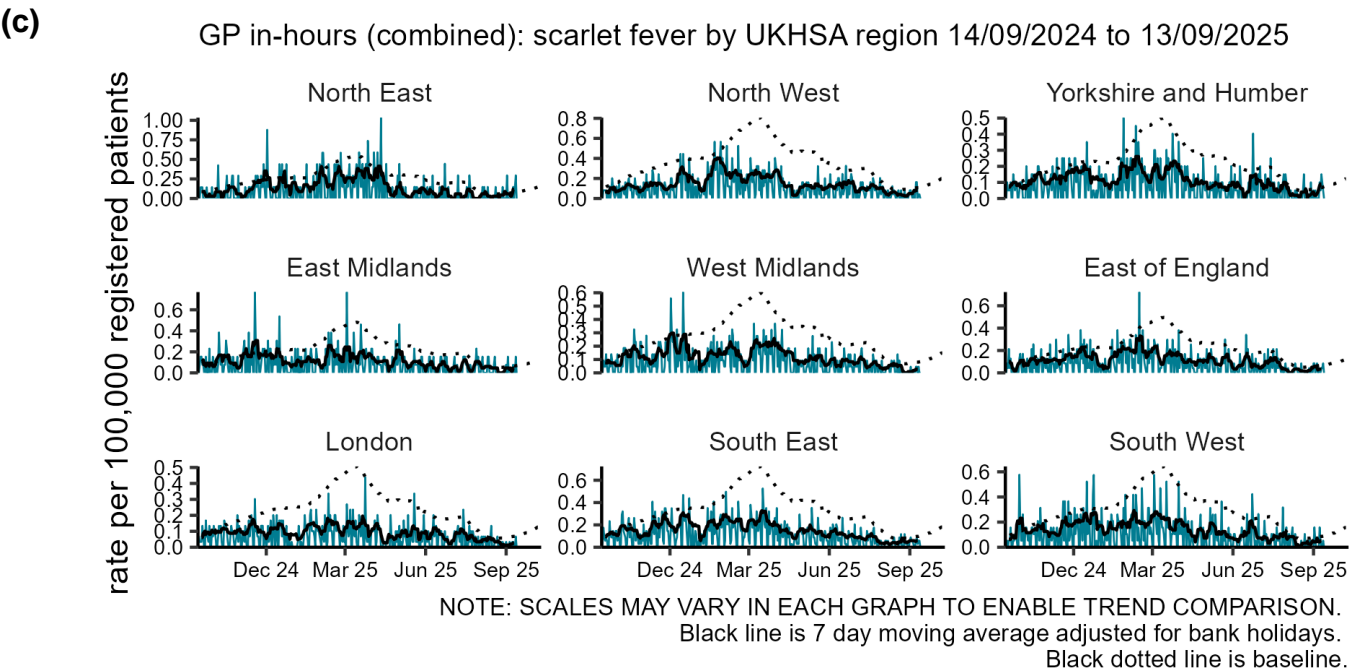 (c)
GP in-hours (combined): scarlet fever by UKHSA region 14/09/2024 to 13/09/2025
rate per 100,000 registered patients
North East
1.00
0.75
0.50
0.25
0.00
North West
0.8
0.6
0.4
0.2
0.0
Yorkshire and Humber
0.5
0.4
0.3
0.2
0.1
0.0
East Midlands
0.6
0.4
0.2
0.0
West Midlands
0.6
0.5
0.4
0.3
0.2
0.1
0.0
East of England
0.6
0.4
0.2
0.0
London
0.5
0.4
0.3
0.2
0.1
0.0
South East
0.6
0.4
0.2
0.0
South West
0.6
0.4
0.2
0.0
Dec 24 Mar 25 Jun 25 Sep 25
Dec 24 Mar 25 Jun 25 Sep 25
Dec 24 Mar 25 Jun 25 Sep 25
NOTE: SCALES MAY VARY IN EACH GRAPH TO ENABLE TREND COMPARISON.
Black line is 7 day moving average adjusted for bank holidays.
Black dotted line is baseline.